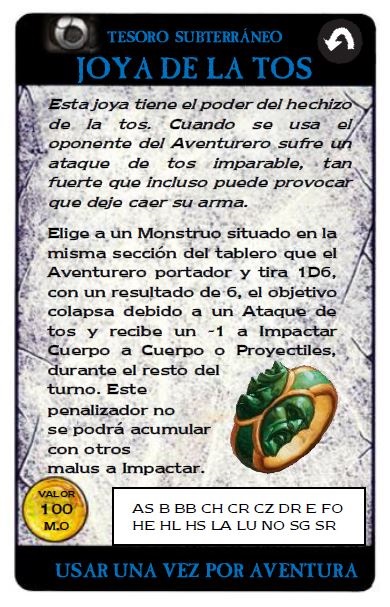 TESORO SUBTERRÁNEO
JOYA DE LA TOS
Esta joya tiene el poder del hechizo
de la tos. Cuando se usa el
oponente del Aventurero sufre un
ataque de tos imparable, tan
fuerte que incluso puede provocar
que deje caer su arma.
Elige a un Monstruo situado en la
misma sección del tablero que el
Aventurero portador y tira 1D6,
con un resultado de 6, el objetivo
colapsa debido a un Ataque de
tos y recibe un -1 a Impactar
Cuerpo a Cuerpo o Proyectiles,
durante el resto del
turno. Este
penalizador no
se podrá acumular
con otros
malus a Impactar.
VALOR
100
M.O
AS B BB CH CR CZ DR E FO
HE HL HS LA LU NO SG SR
USAR UNA VEZ POR AVENTURA